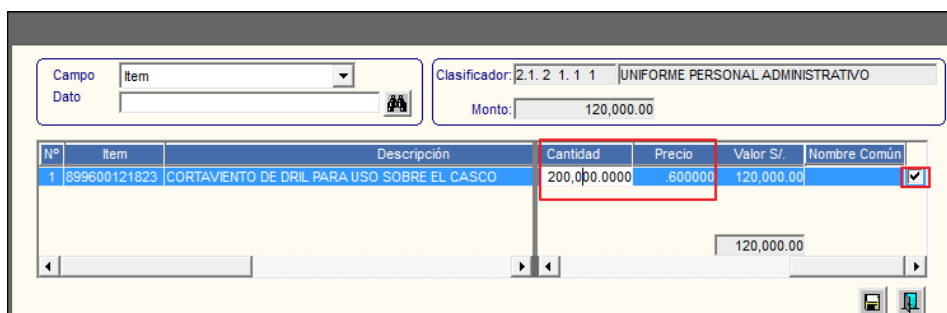 Campo Item
Dato
Clasificador: 2.1. 2 1. 1 1 UNIFORME PERSONAL ADMINISTRATIVO
Monto: 120,000.00
Nº Item Descripción Cantidad Precio Valor S/. Nombre Común
1 899600121823 CORTAVIENTO DE DRIL PARA USO SOBRE EL CASCO 200,000.0000 .600000 120,000.00
120,000.00